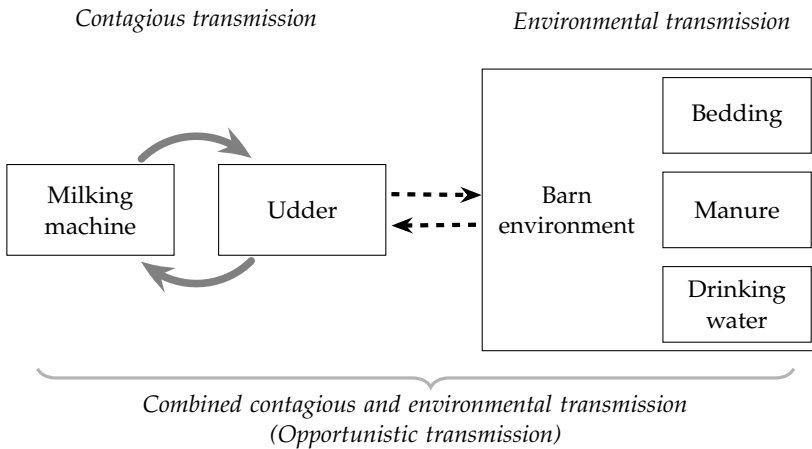 Contagious transmission
Environmental transmission
Milking
machine
Udder
Barn
environment
Bedding
Manure
Drinking
water
Combined contagious and environmental transmission
(Opportunistic transmission)